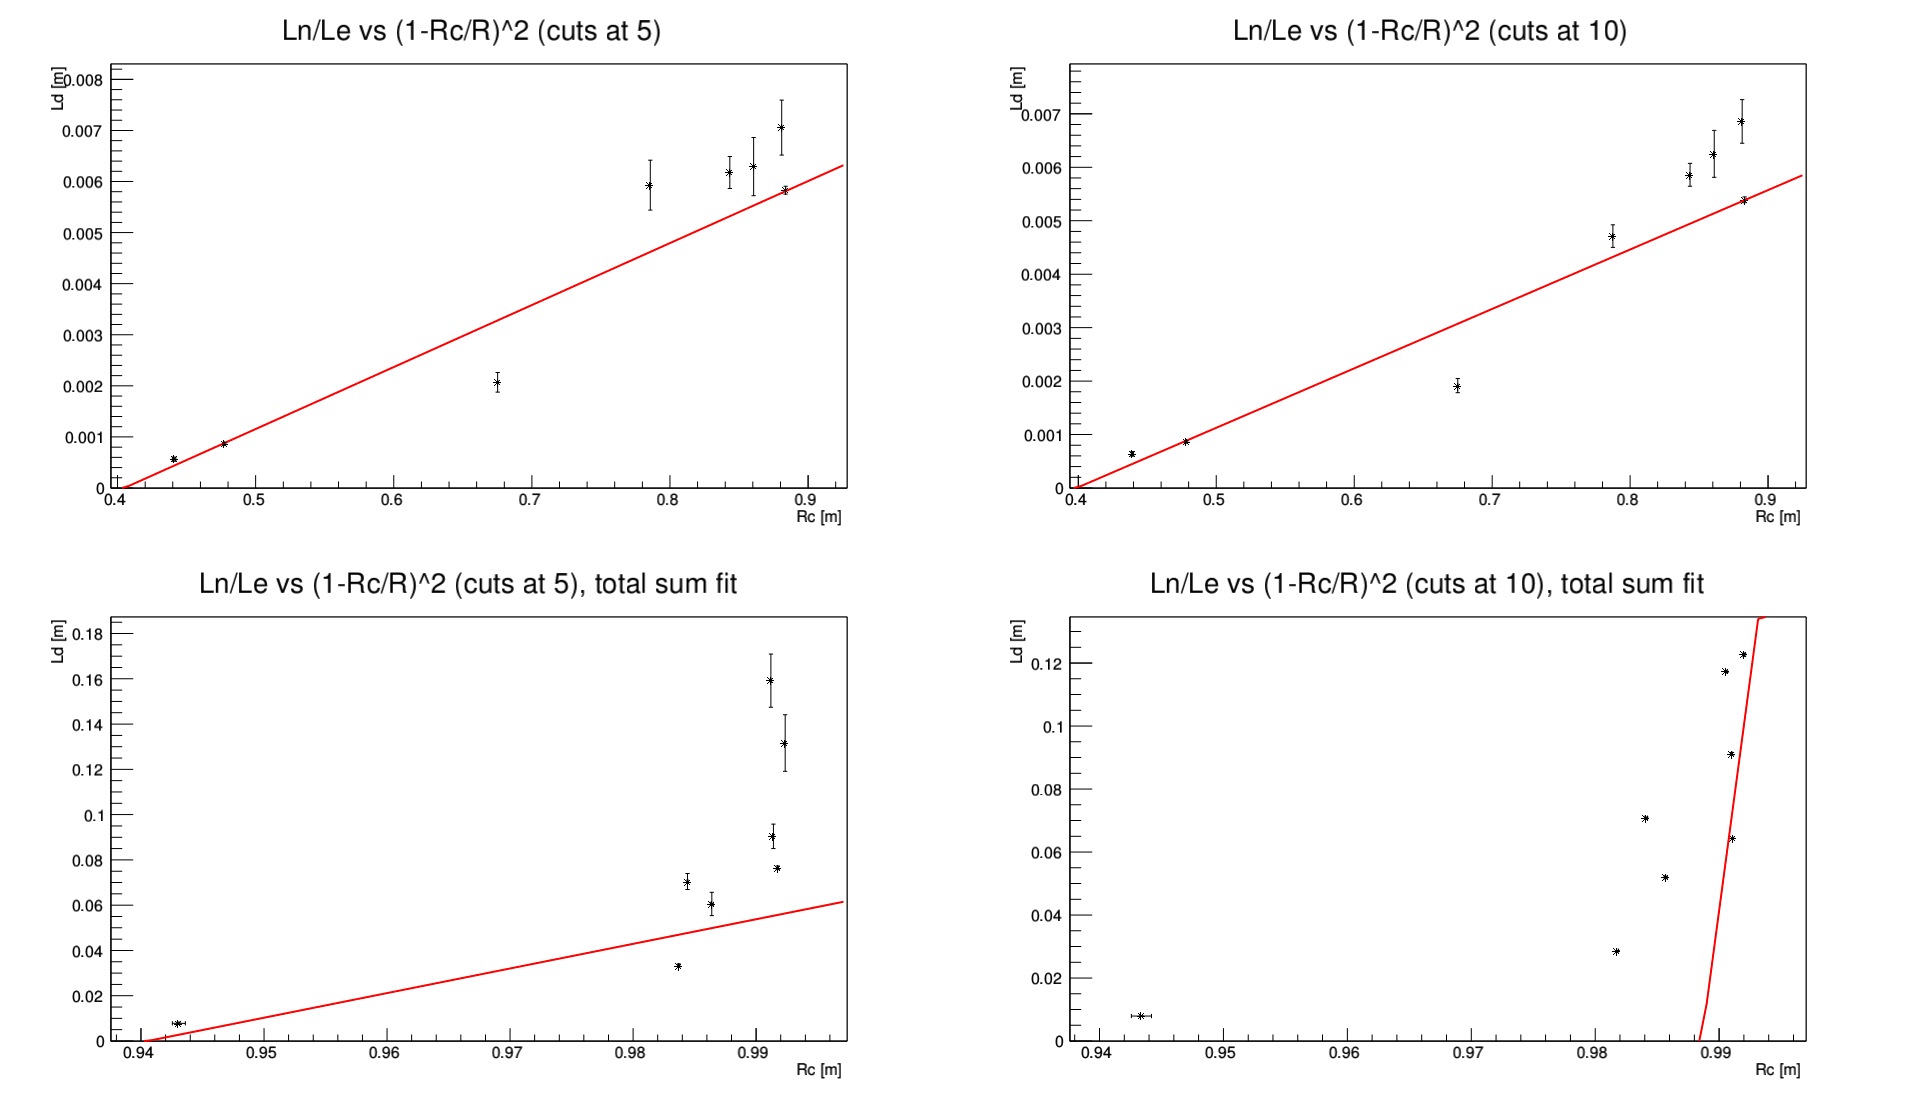 Ln/Le vs (1-Rc/R)^2 (cuts at 5)
Ld [m]
0.008
0.007
0.006
0.005
0.004
0.003
0.002
0.001
0
0.4 0.5 0.6 0.7 0.8 0.9
Rc [m]
Ln/Le vs (1-Rc/R)^2 (cuts at 10)
Ld [m]
0.007
0.006
0.005
0.004
0.003
0.002
0.001
0
0.4 0.5 0.6 0.7 0.8 0.9
Rc [m]
Ln/Le vs (1-Rc/R)^2 (cuts at 5), total sum fit
Ld [m]
0.18
0.16
0.14
0.12
0.1
0.08
0.06
0.04
0.02
0
0.94 0.95 0.96 0.97 0.98 0.99
Rc [m]
Ln/Le vs (1-Rc/R)^2 (cuts at 10), total sum fit
Ld [m]
0.12
0.1
0.08
0.06
0.04
0.02
0
0.94 0.95 0.96 0.97 0.98 0.99
Rc [m]